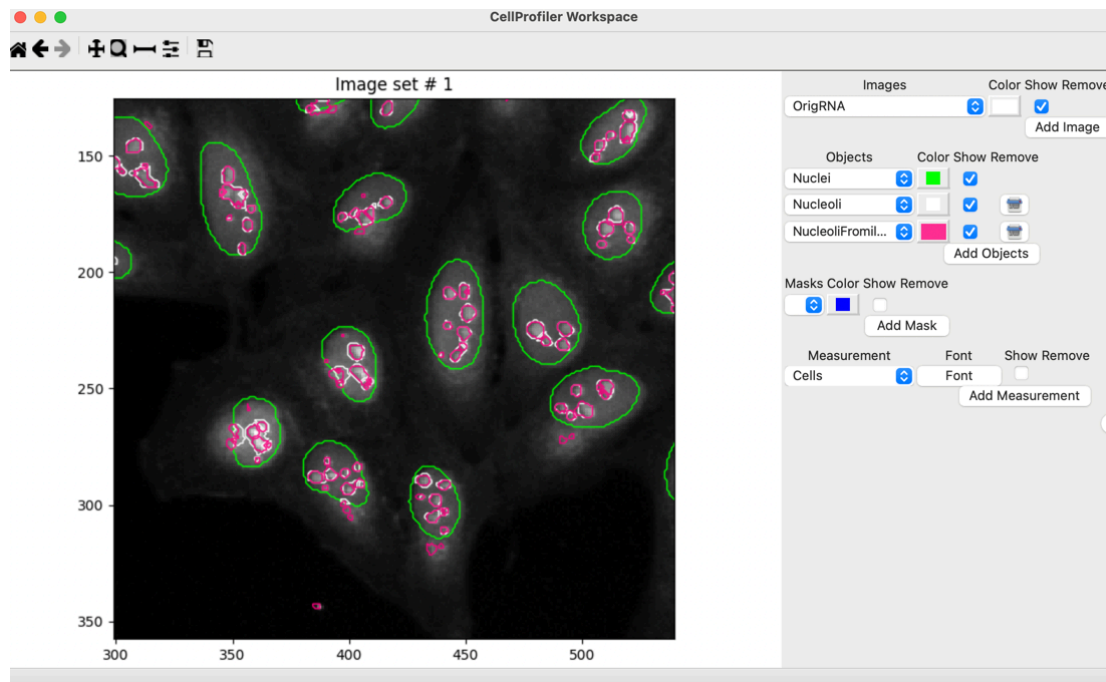 CellProfiler Workspace
Image set # 1
150
200
250
300
350
300 350 400 450 500
Images Color Show Remove
OrigRNA
Add Image
Objects Color Show Remove
Nuclei
Nucleoli
NucleoliFromil...
Add Objects
Masks Color Show Remove
Add Mask
Measurement Font Show Remove
Cells Font
Add Measurement